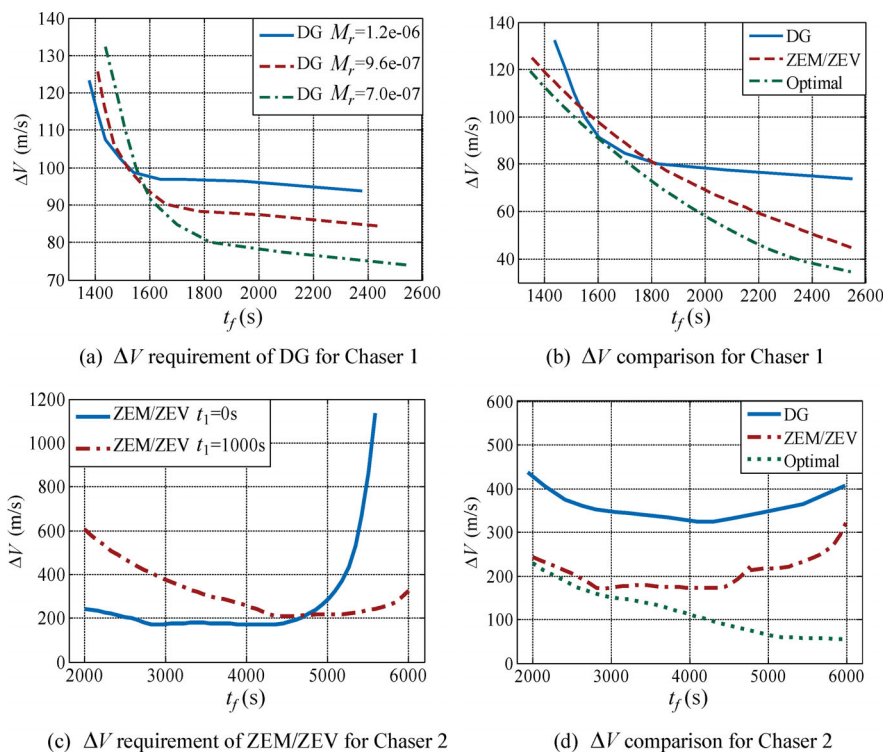 140
130
120
110
100
90
80
70
ΔV (m/s)
DG M_r=1.2e-06
DG M_r=9.6e-07
DG M_r=7.0e-07
1400 1600 1800 2000 2200 2400 2600
t_f (s)
(a) ΔV requirement of DG for Chaser 1
140
120
100
80
60
40
ΔV (m/s)
DG
ZEM/ZEV
Optimal
1400 1600 1800 2000 2200 2400 2600
t_f (s)
(b) ΔV comparison for Chaser 1
1200
1000
800
600
400
200
0
ΔV (m/s)
ZEM/ZEV t_1=0s
ZEM/ZEV t_1=1000s
2000 3000 4000 5000 6000
t_f (s)
(c) ΔV requirement of ZEM/ZEV for Chaser 2
600
500
400
300
200
100
0
ΔV (m/s)
DG
ZEM/ZEV
Optimal
2000 3000 4000 5000 6000
t_f (s)
(d) ΔV comparison for Chaser 2